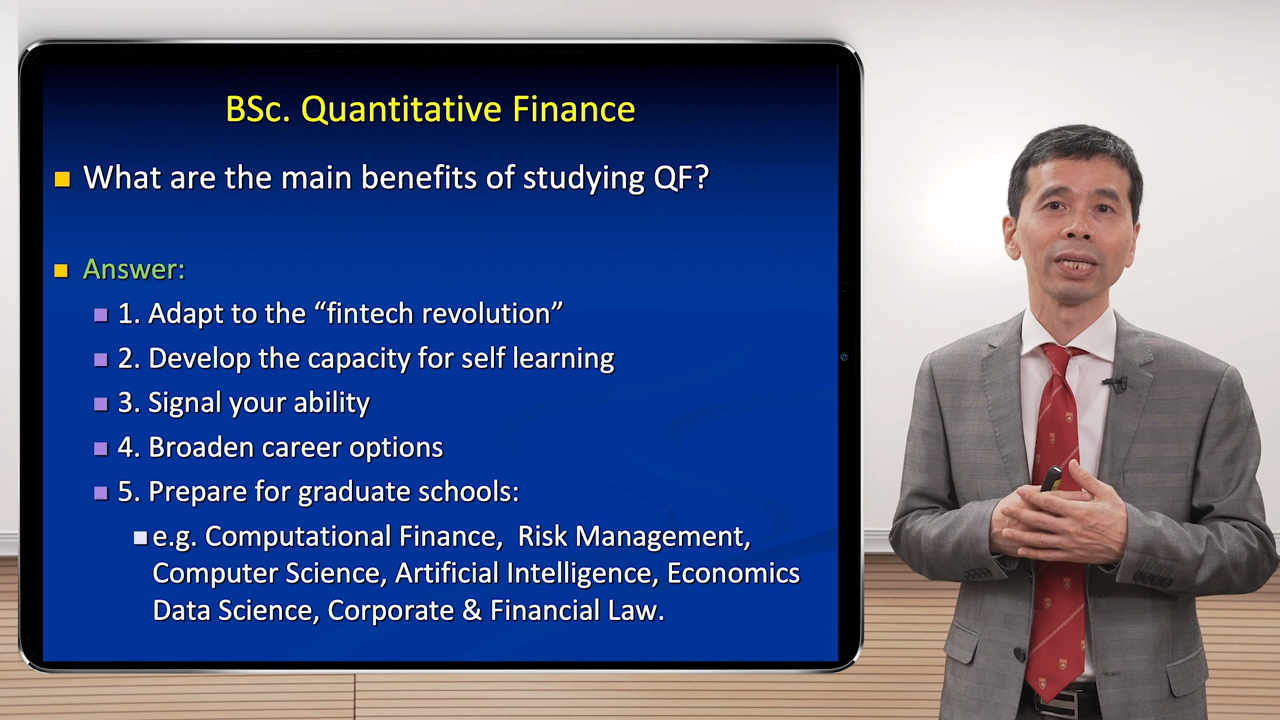 BSc. Quantitative Finance
What are the main benefits of studying QF?
Answer:
1. Adapt to the “fintech revolution”
2. Develop the capacity for self learning
3. Signal your ability
4. Broaden career options
5. Prepare for graduate schools:
e.g. Computational Finance,  Risk Management,
Computer Science, Artificial Intelligence, Economics
Data Science, Corporate & Financial Law.